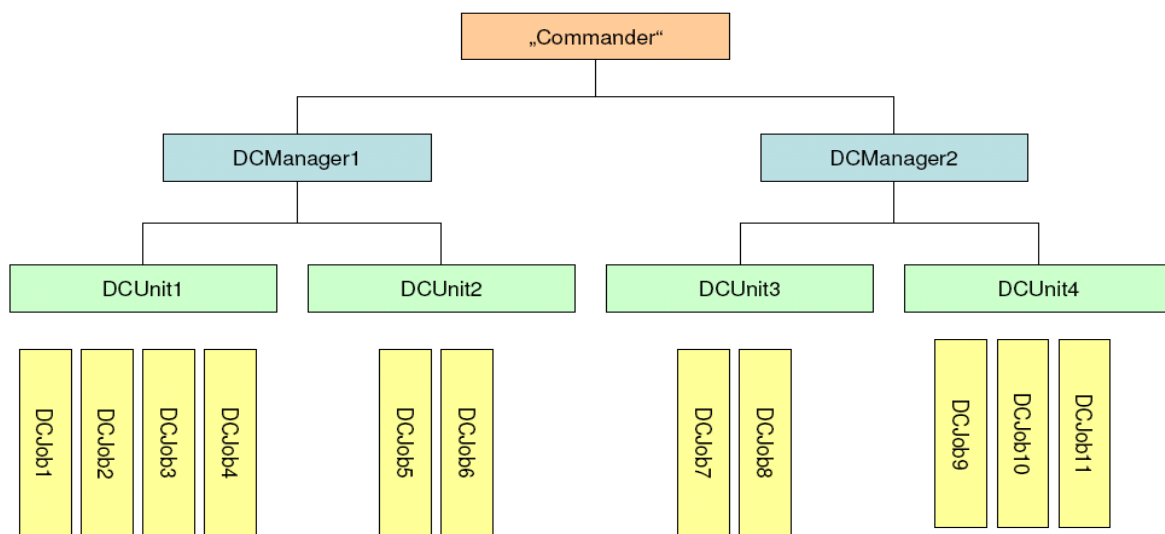 „Commander“
DCManager1
DCManager2
DCUnit1
DCUnit2
DCUnit3
DCUnit4
DCJob1
DCJob2
DCJob3
DCJob4
DCJob5
DCJob6
DCJob7
DCJob8
DCJob9
DCJob10
DCJob11